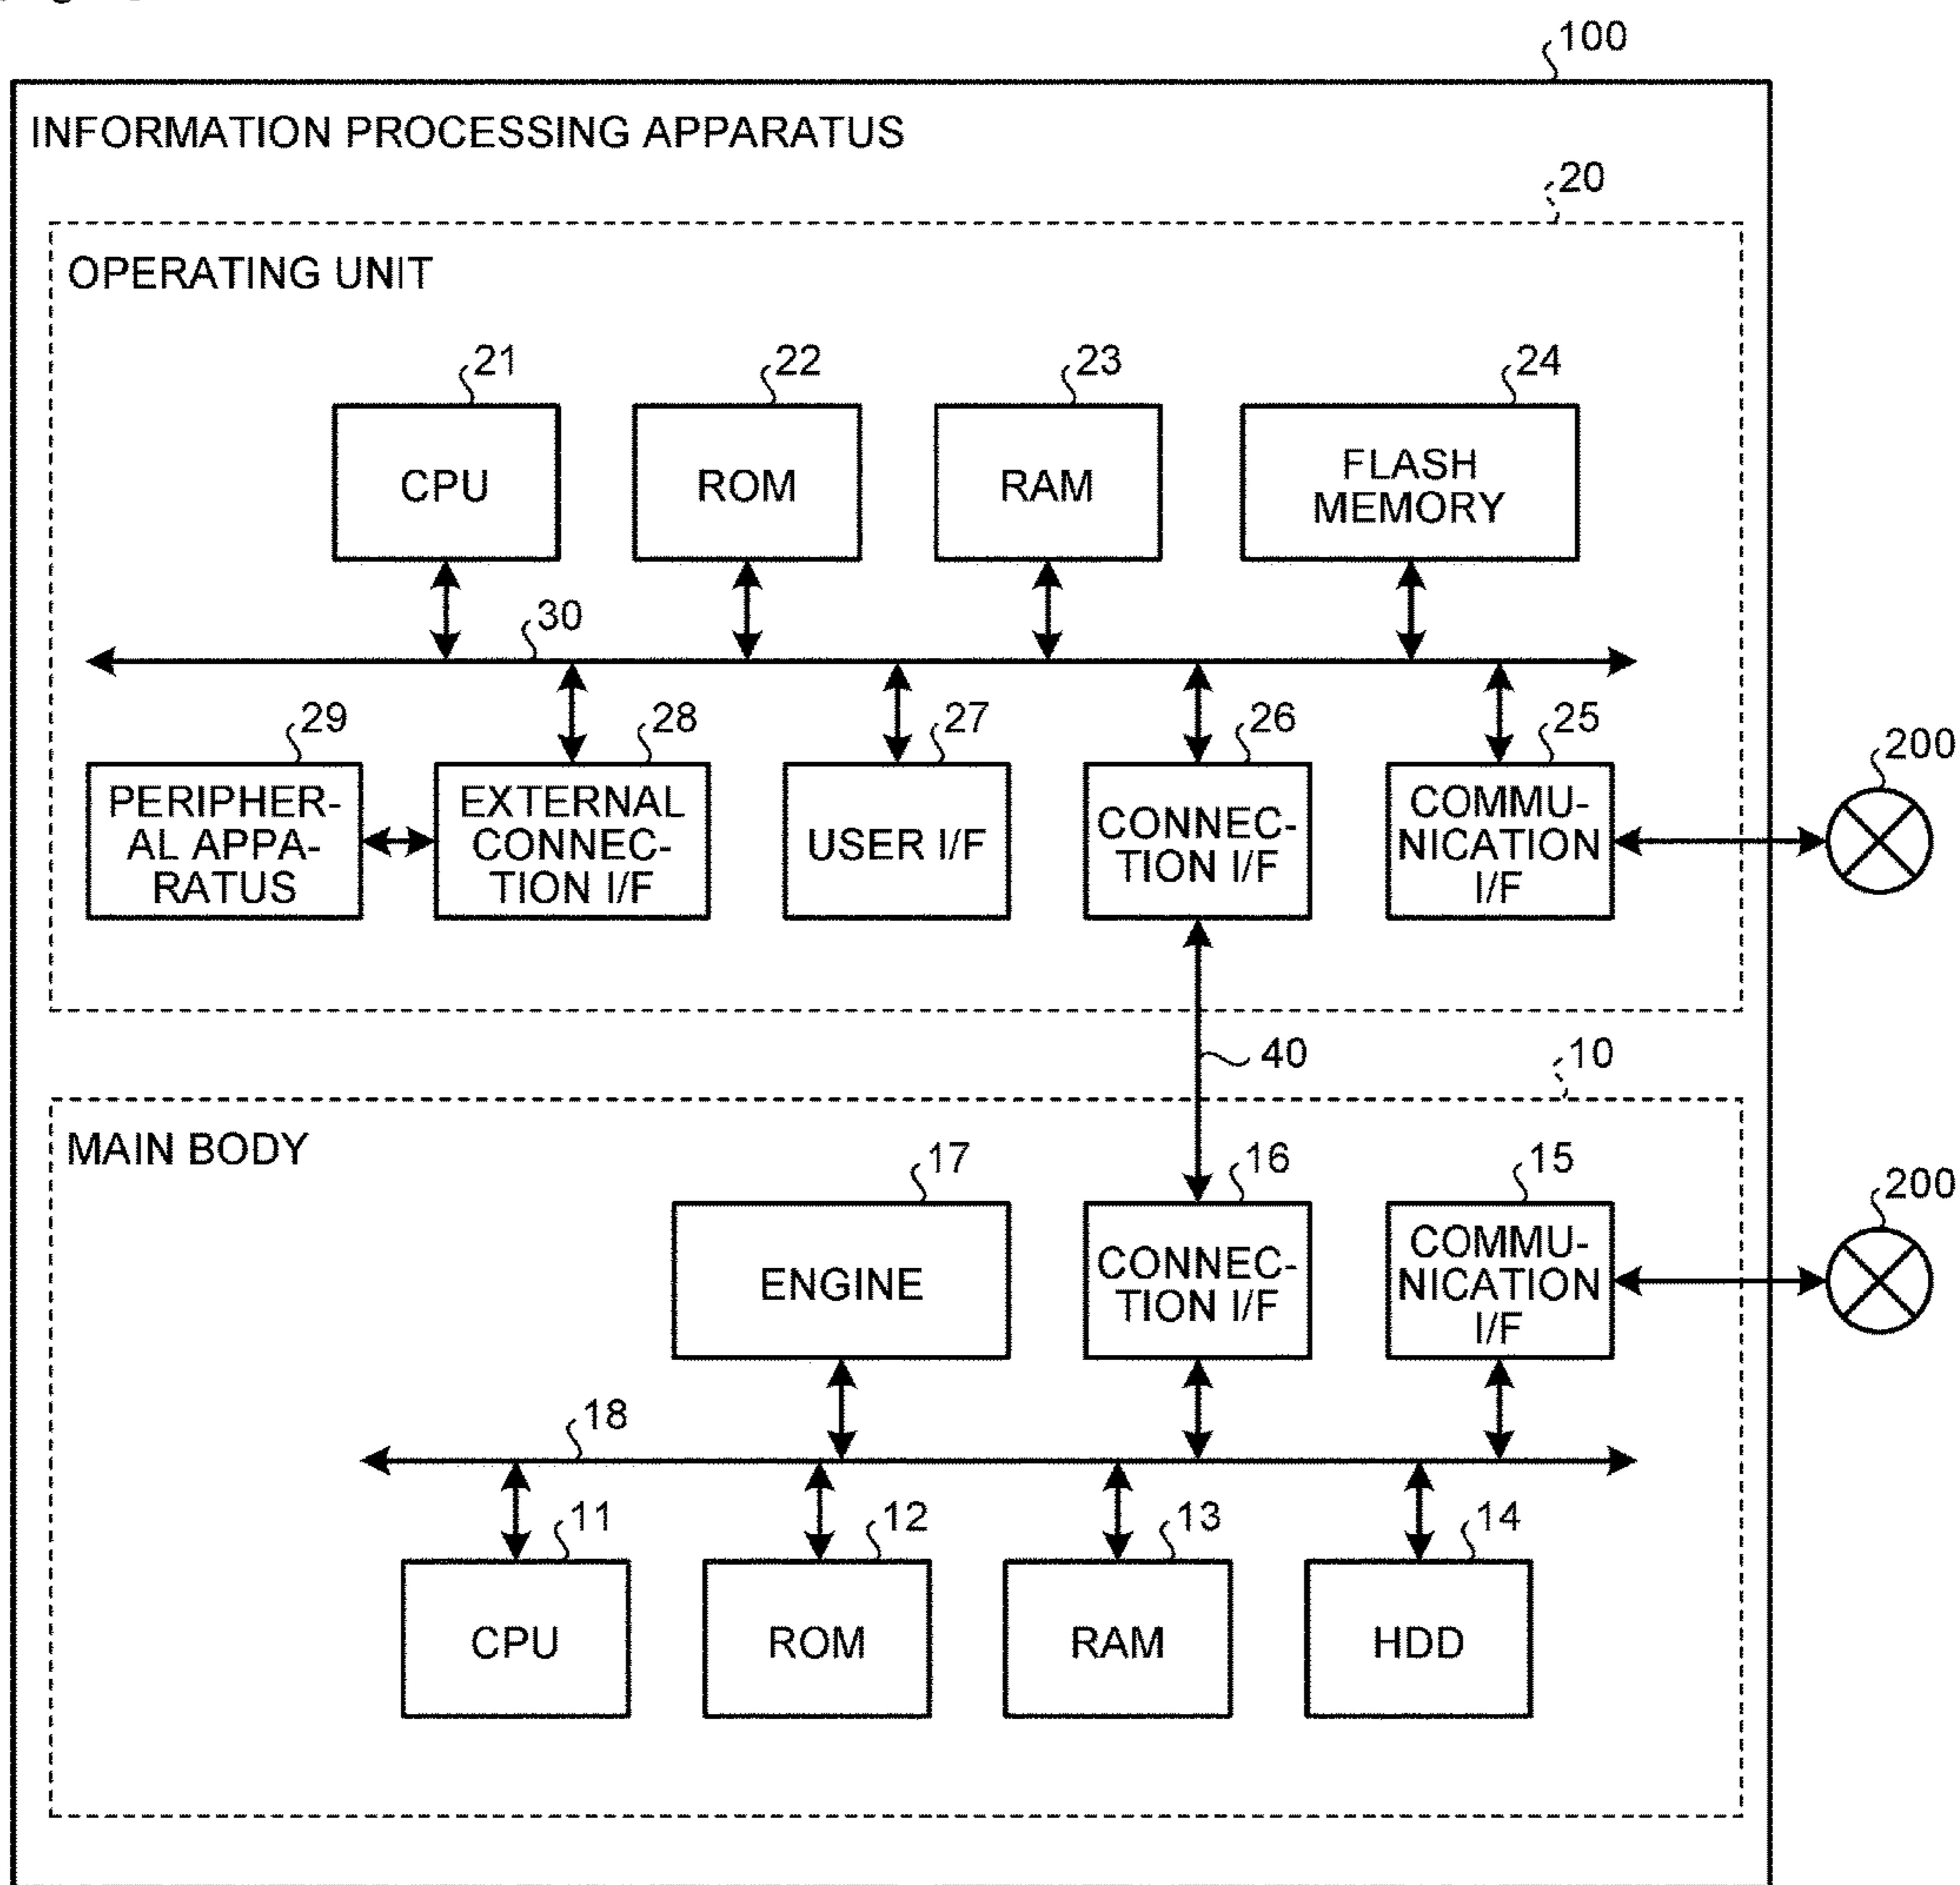 100
INFORMATION PROCESSING APPARATUS
20
OPERATING UNIT
21
22
23
24
CPU
ROM
RAM
FLASH
MEMORY
30
29
28
27
26
25
200
PERIPHER-
AL APPA-
RATUS
EXTERNAL
CONNEC-
TION I/F
USER I/F
CONNEC-
TION I/F
COMMU-
NICATION
I/F
40
10
MAIN BODY
17
16
15
200
ENGINE
CONNEC-
TION I/F
COMMU-
NICATION
I/F
18
11
12
13
14
CPU
ROM
RAM
HDD